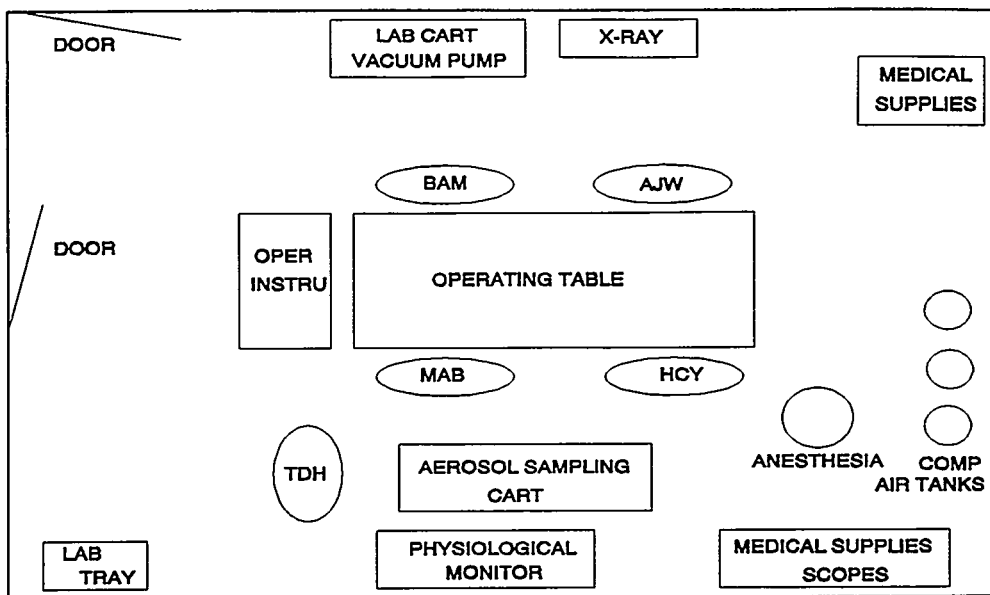 DOOR
LAB CART
VACUUM PUMP
X-RAY
MEDICAL
SUPPLIES
BAM
AJW
DOOR
OPER
INSTRU
OPERATING TABLE
MAB
HCY
TDH
AEROSOL SAMPLING
CART
ANESTHESIA
COMP
AIR TANKS
LAB
TRAY
PHYSIOLOGICAL
MONITOR
MEDICAL SUPPLIES
SCOPES